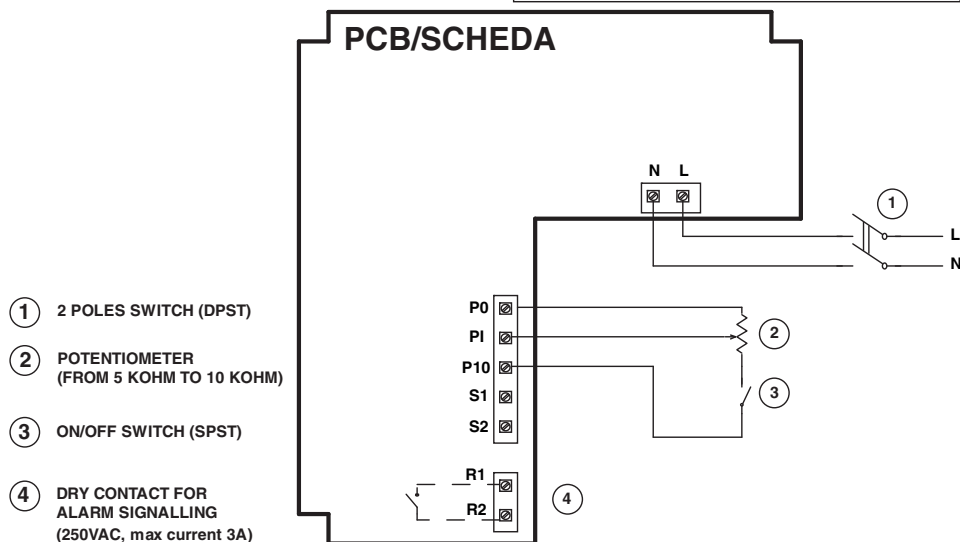 PCB/SCHEDA
N L
1
L
N
P0
PI
P10
S1
S2
2
3
R1
R2
4
1 2 POLES SWITCH (DPST)
2 POTENTIOMETER
(FROM 5 KOHM TO 10 KOHM)
3 ON/OFF SWITCH (SPST)
4 DRY CONTACT FOR
ALARM SIGNALLING
(250VAC, max current 3A)